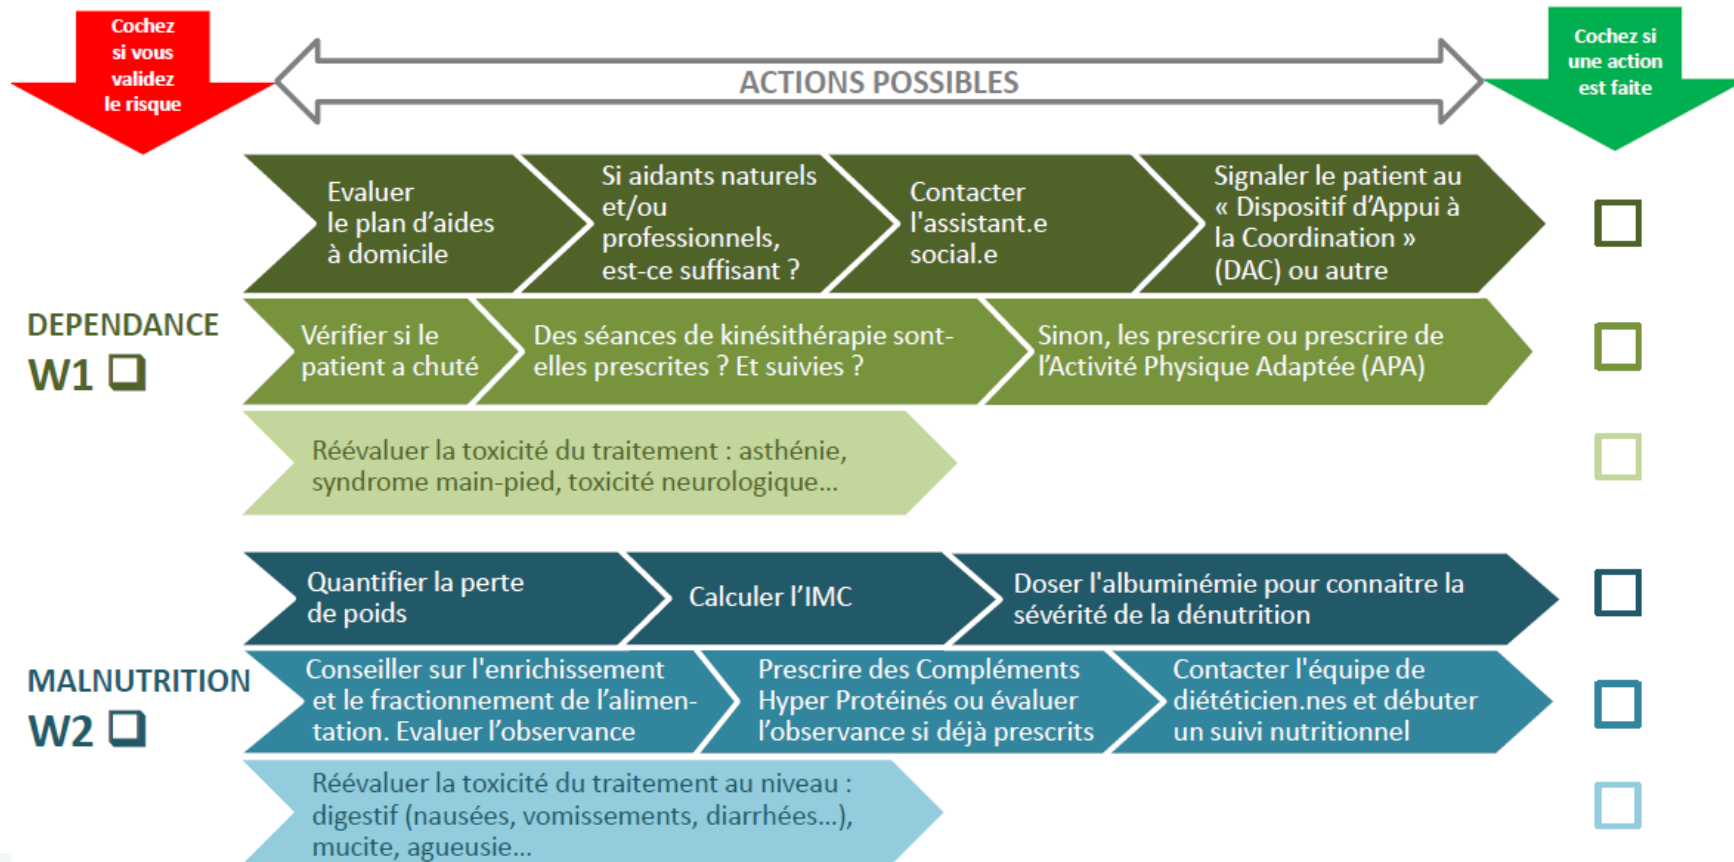 Cochez
si vous
validez
le risque
ACTIONS POSSIBLES
Cochez si
une action
est faite
Evaluer
le plan d’aides
à domicile
Si aidants naturels
et/ou
professionnels,
est-ce suffisant ?
Contacter
l'assistant.e
social.e
Signaler le patient au
« Dispositif d’Appui à
la Coordination »
(DAC) ou autre
DEPENDANCE
W1
Vérifier si le
patient a chuté
Des séances de kinésithérapie sont-
elles prescrites ? Et suivies ?
Sinon, les prescrire ou prescrire de
l’Activité Physique Adaptée (APA)
Réévaluer la toxicité du traitement : asthénie,
syndrome main-pied, toxicité neurologique...
Quantifier la perte
de poids
Calculer l’IMC
Doser l'albuminémie pour connaitre la
sévérité de la dénutrition
MALNUTRITION
W2
Conseiller sur l'enrichissement
et le fractionnement de l’alimen-
tation. Evaluer l’observance
Prescrire des Compléments
Hyper Protéinés ou évaluer
l’observance si déjà prescrits
Contacter l'équipe de
diététicien.nes et débuter
un suivi nutritionnel
Réévaluer la toxicité du traitement au niveau :
digestif (nausées, vomissements, diarrhées...),
mucite, agueusie...